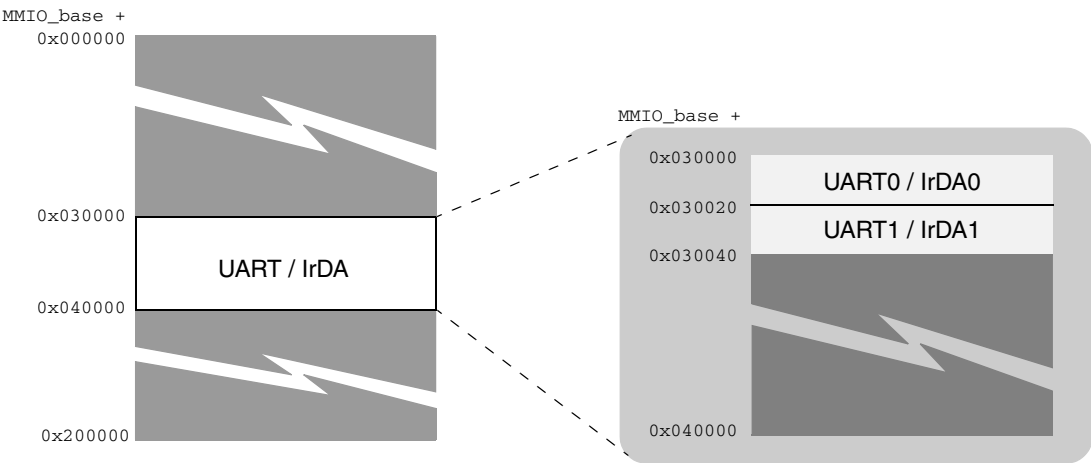 MMIO_base +
0x000000
0x030000
UART / IrDA
0x040000
0x200000
MMIO_base +
0x030000
UART0 / IrDA0
0x030020
UART1 / IrDA1
0x030040
0x040000